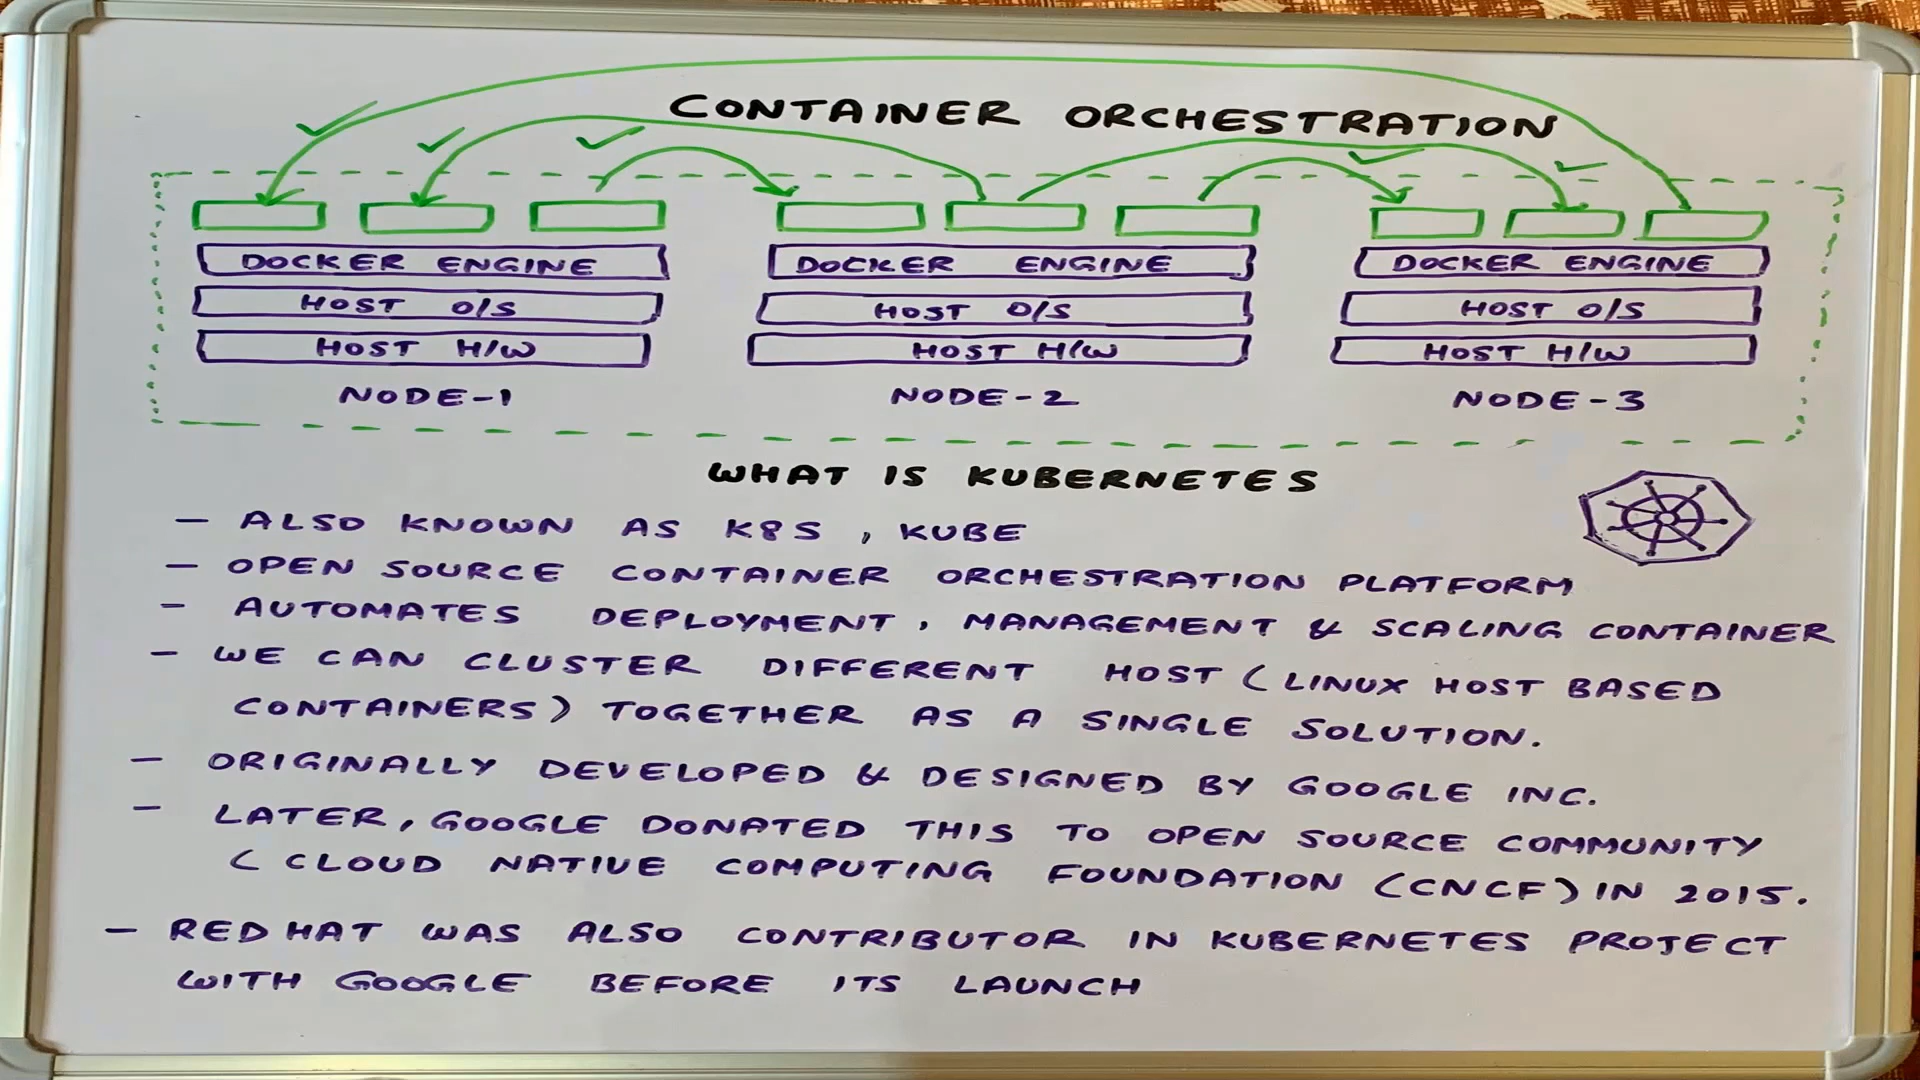 CONTAINER ORCHESTRATION
DOCKER ENGINE
HOST O/S
HOST H/W
NODE-1
DOCKER ENGINE
HOST O/S
HOST H/W
NODE-2
DOCKER ENGINE
HOST O/S
HOST H/W
NODE-3
WHAT IS KUBERNETES
- ALSO KNOWN AS K8S, KUBE
- OPEN SOURCE CONTAINER ORCHESTRATION PLATFORM
- AUTOMATES DEPLOYMENT, MANAGEMENT & SCALING CONTAINER
- WE CAN CLUSTER DIFFERENT HOST (LINUX HOST BASED
CONTAINERS) TOGETHER AS A SINGLE SOLUTION.
- ORIGINALLY DEVELOPED & DESIGNED BY GOOGLE INC.
- LATER, GOOGLE DONATED THIS TO OPEN SOURCE COMMUNITY
( CLOUD NATIVE COMPUTING FOUNDATION (CNCF) IN 2015.
- RED HAT WAS ALSO CONTRIBUTOR IN KUBERNETES PROJECT
WITH GOOGLE BEFORE ITS LAUNCH